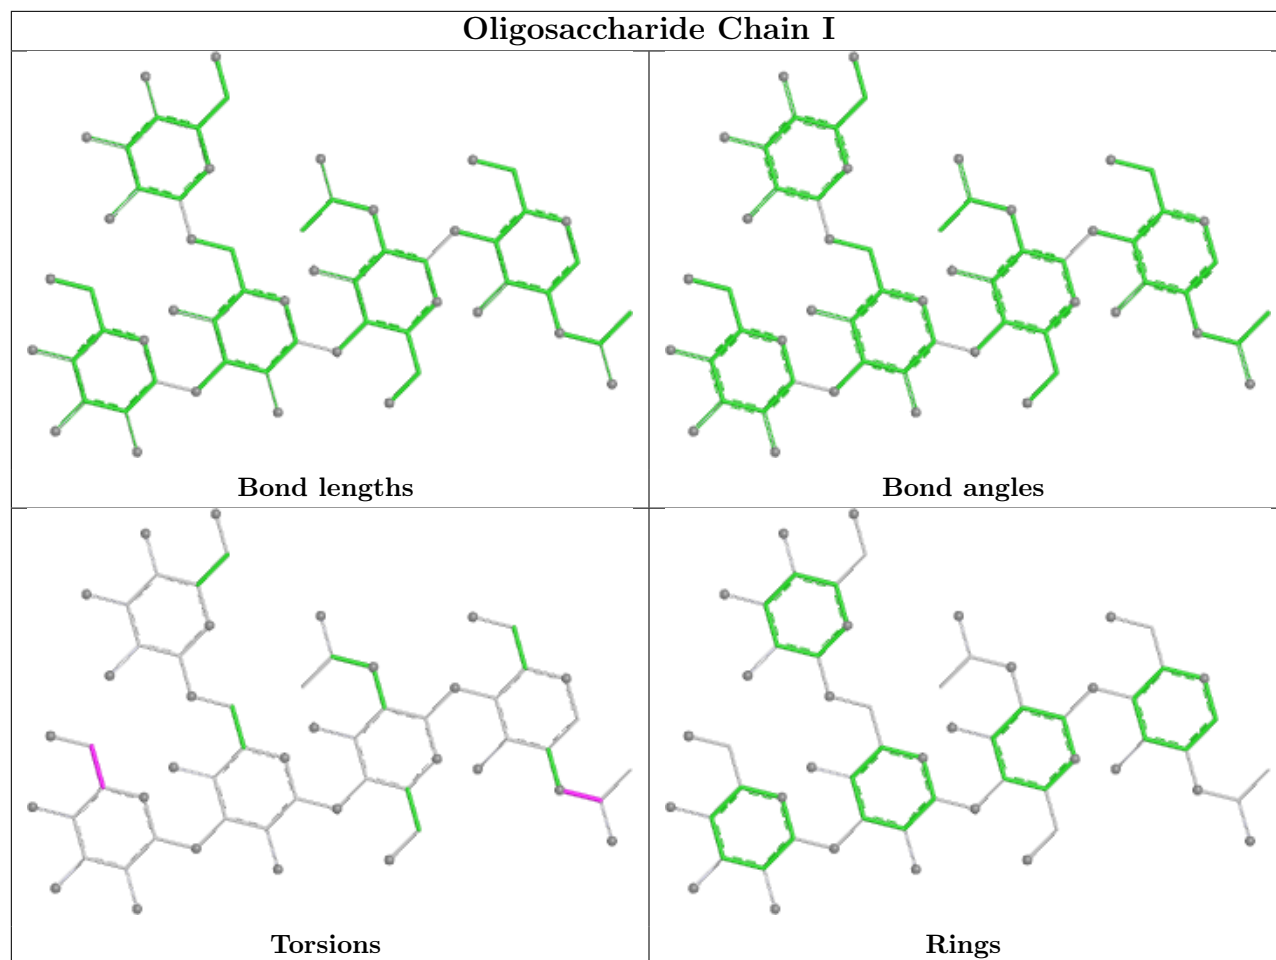 Oligosaccharide Chain I
Bond lengths
Bond angles
Torsions
Rings